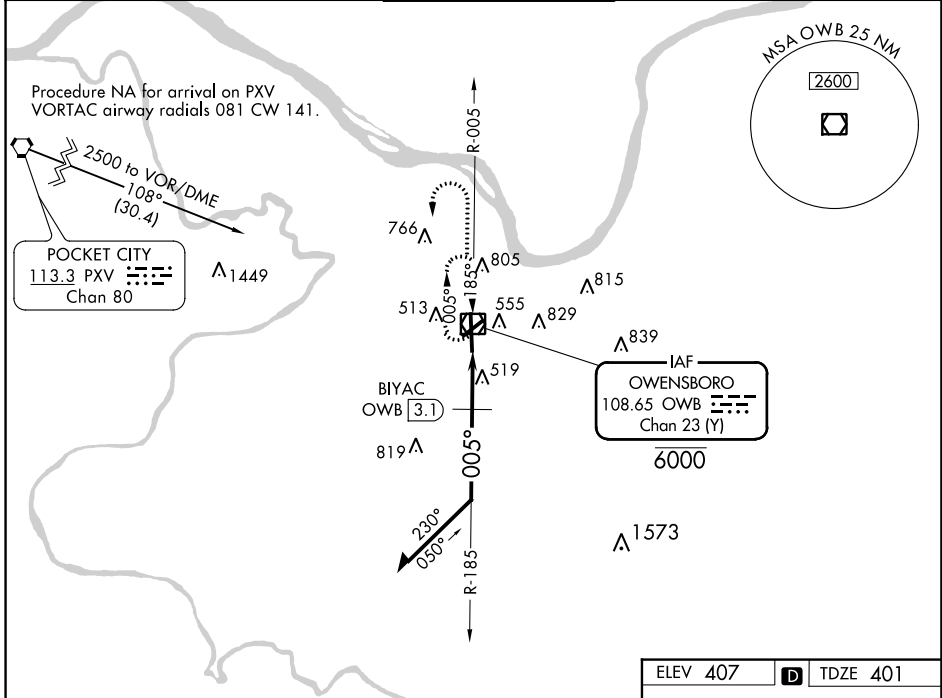 MSA OWB 25 NM
2600
Procedure NA for arrival on PXV
VORTAC airway radials 081 CW 141.
2500 to VOR/DME
108°
(30.4)
POCKET CITY
113.3 PXV
Chan 80
1449
R-005
766
805
185°
005°
815
513
555
829
839
519
BIYAC
OWB 3.1
819
005°
IAF
OWENSBORO
108.65 OWB
Chan 23 (Y)
6000
230°
050°
R-185
1573
ELEV 407 D TDZE 401